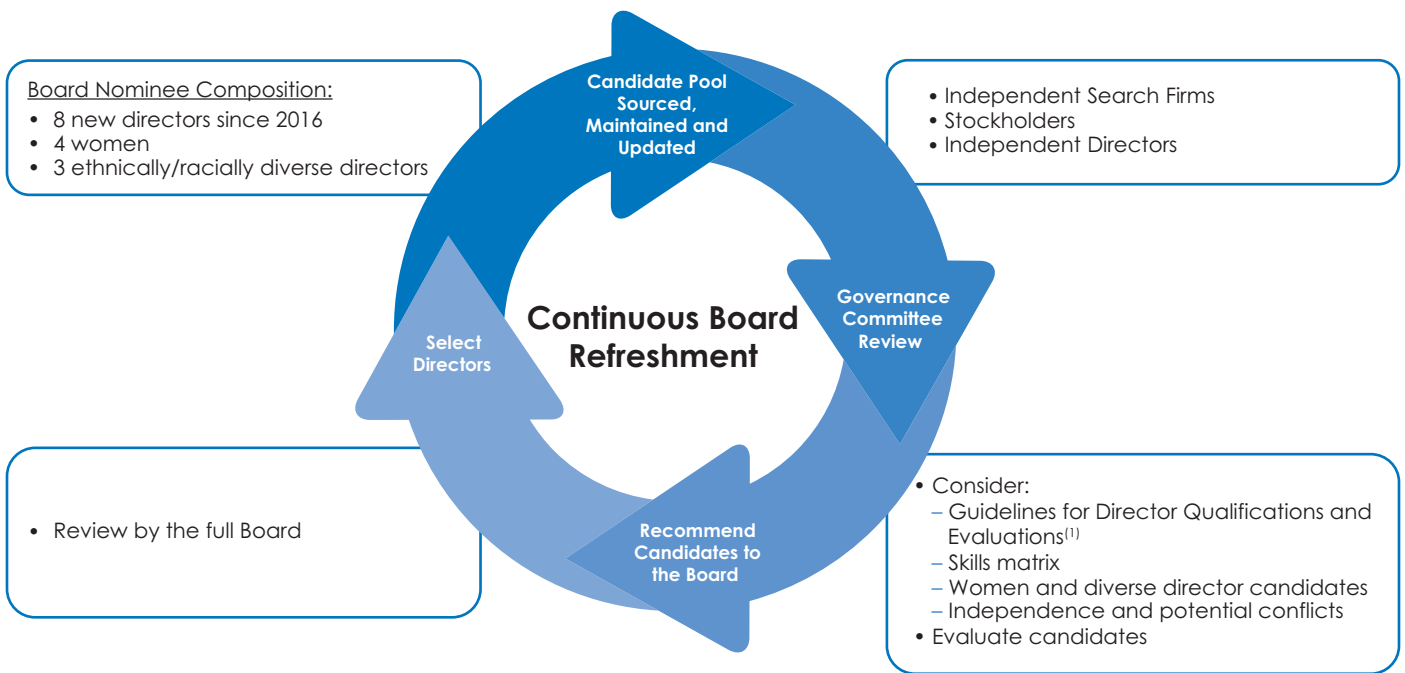 Board Nominee Composition:
• 8 new directors since 2016
• 4 women
• 3 ethnically/racially diverse directors
Candidate Pool
Sourced,
Maintained and
Updated
• Independent Search Firms
• Stockholders
• Independent Directors
Continuous Board
Refreshment
Governance
Committee
Review
Select
Directors
• Review by the full Board
Recommend
Candidates to
the Board
• Consider:
– Guidelines for Director Qualifications and
Evaluations(1)
– Skills matrix
– Women and diverse director candidates
– Independence and potential conflicts
• Evaluate candidates